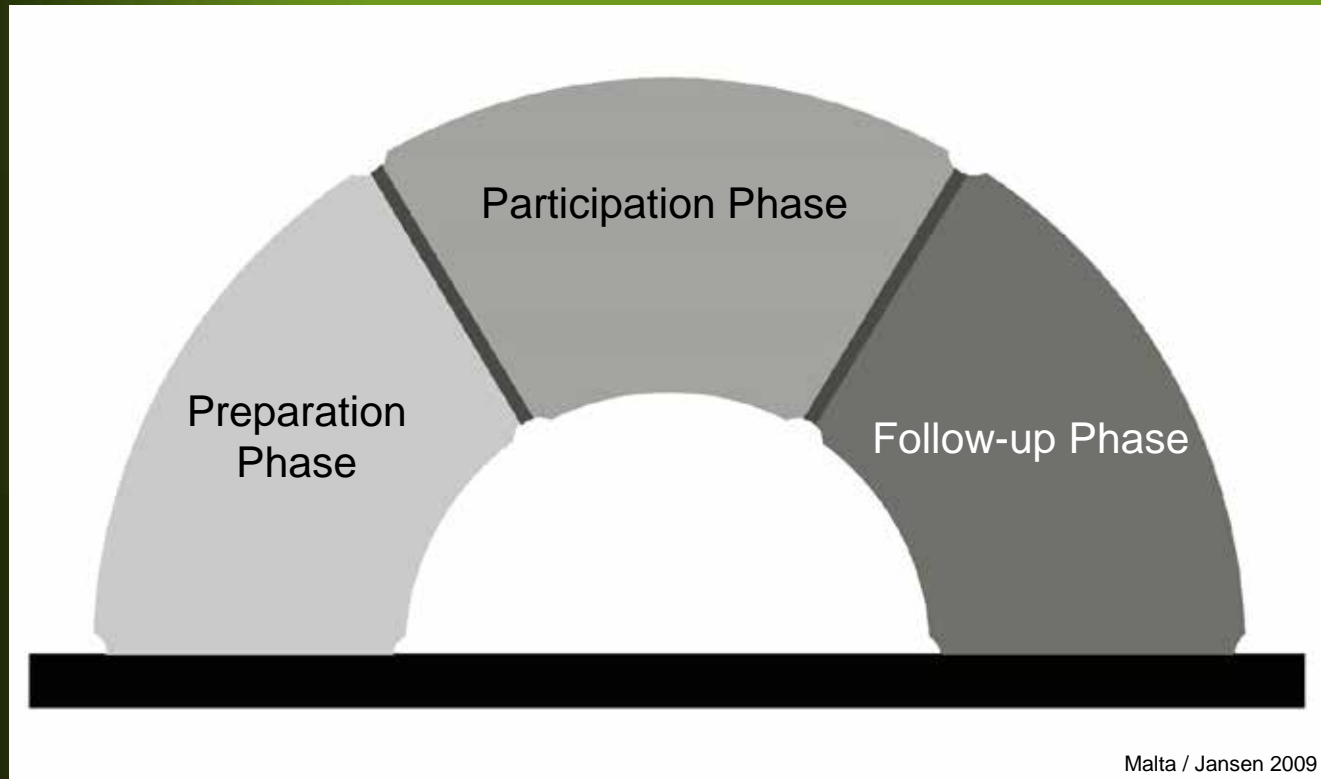 Participation Phase
Preparation
Phase
Follow-up Phase
Malta / Jansen 2009